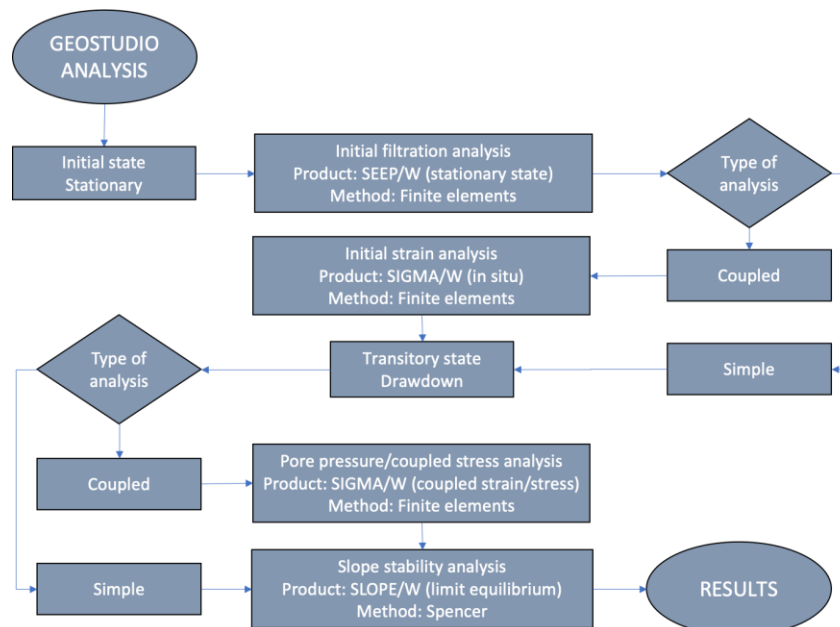 GEOSTUDIO
ANALYSIS
Initial state
Stationary
Initial filtration analysis
Product: SEEP/W (stationary state)
Method: Finite elements
Type of
analysis
Initial strain analysis
Product: SIGMA/W (in situ)
Method: Finite elements
Coupled
Type of
analysis
Transitory state
Drawdown
Simple
Coupled
Pore pressure/coupled stress analysis
Product: SIGMA/W (coupled strain/stress)
Method: Finite elements
Simple
Slope stability analysis
Product: SLOPE/W (limit equilibrium)
Method: Spencer
RESULTS